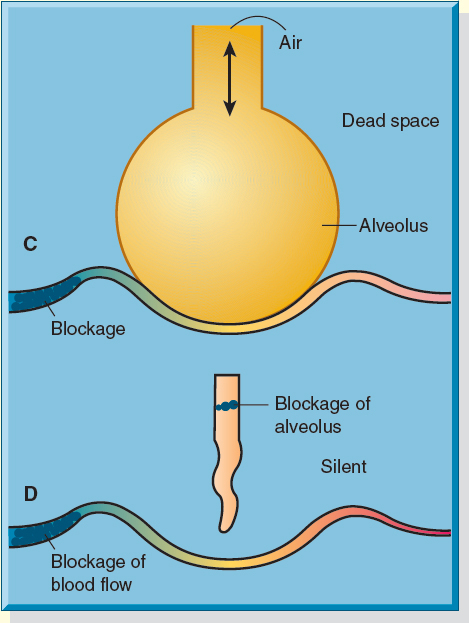 Air
Dead space
Alveolus
C
Blockage
Blockage of
alveolus
Silent
D
Blockage of
blood flow